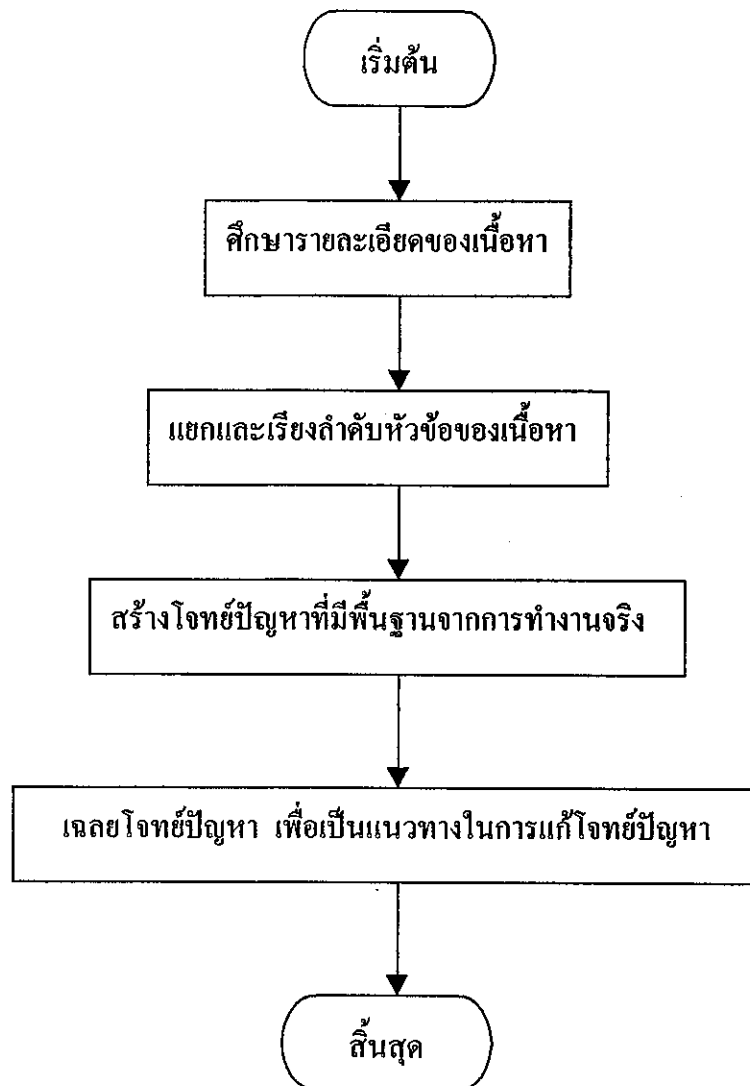 เริ่มต้น
ศึกษารายละเอียดของเนื้อหา
แยกและเรียงลำดับหัวข้อของเนื้อหา
สร้างโจทย์ปัญหาที่มีพื้นฐานจากการทำงานจริง
เฉลยโจทย์ปัญหา เพื่อเป็นแนวทางในการแก้โจทย์ปัญหา
สิ้นสุด